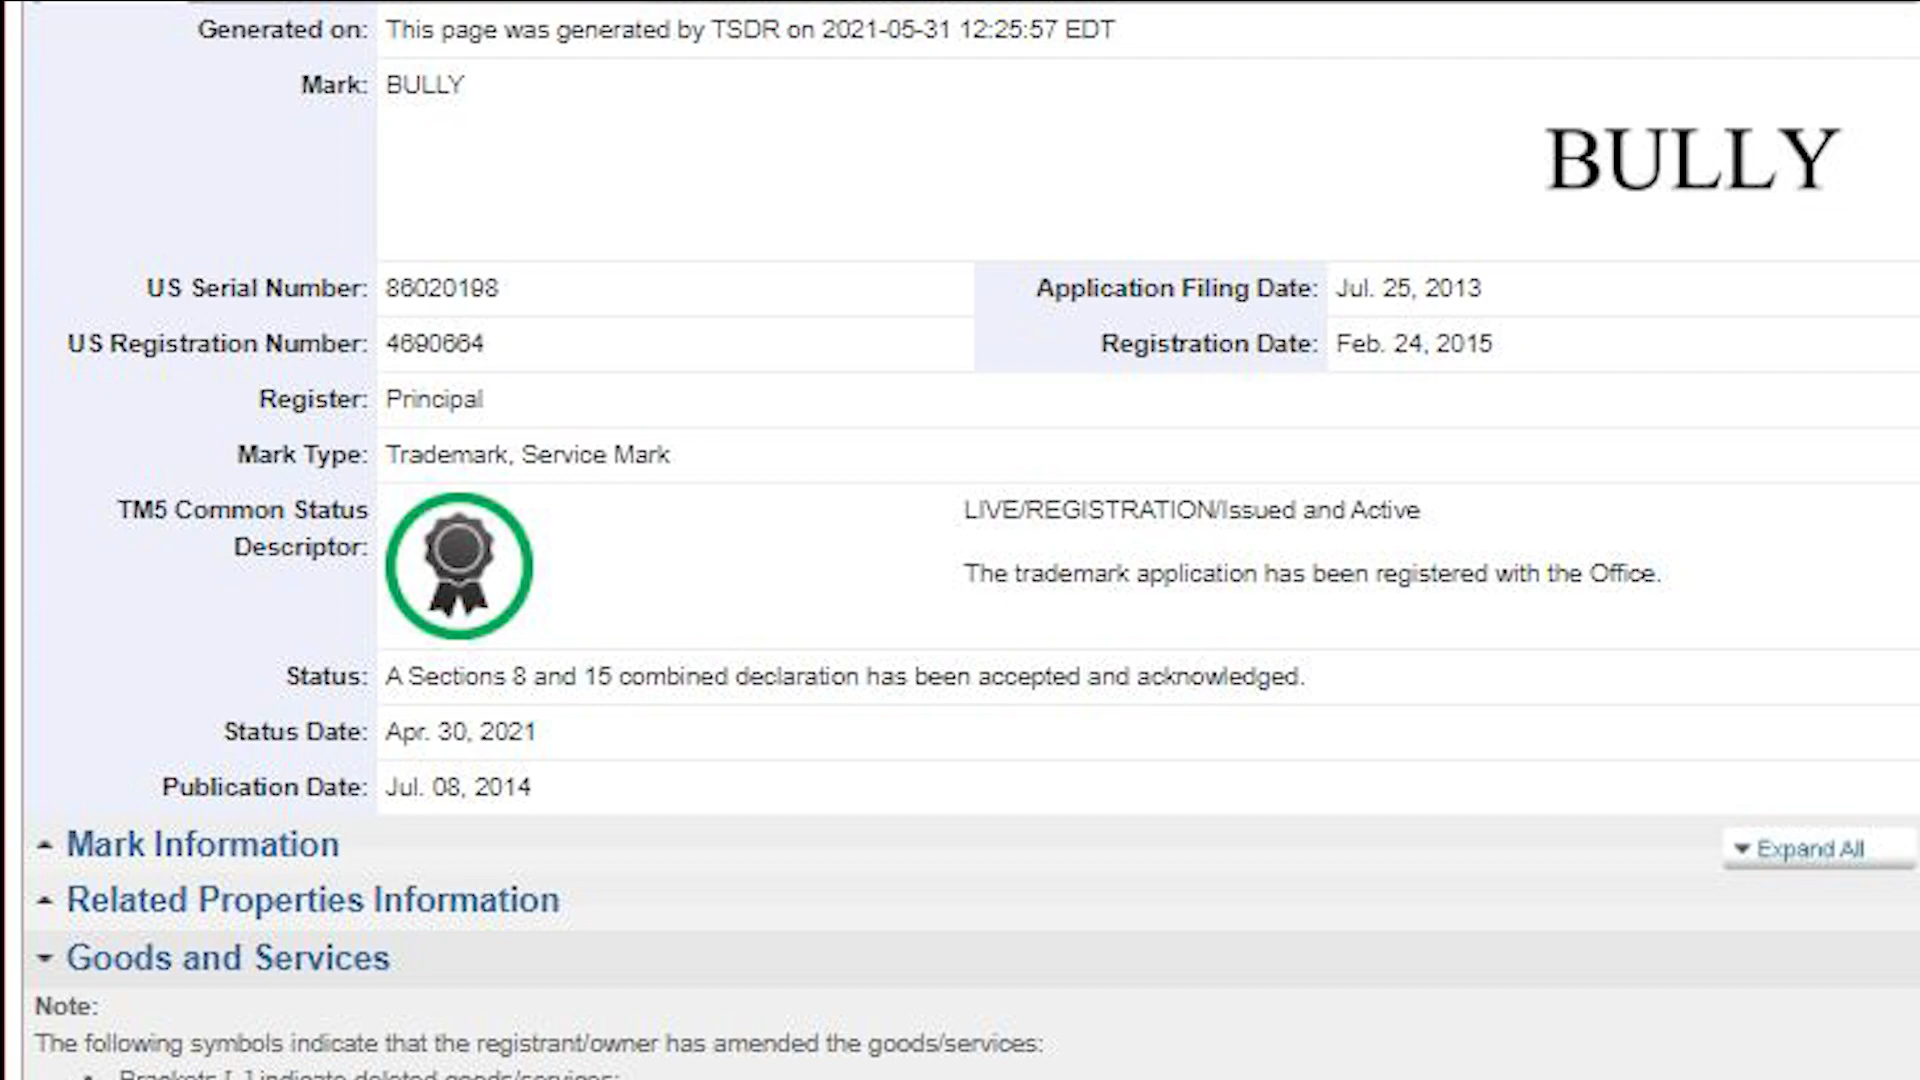 Generated on: This page was generated by TSDR on 2021-05-31 12:25:57 EDT
Mark: BULLY
BULLY
US Serial Number: 86020198 Application Filing Date: Jul. 25, 2013
US Registration Number: 4690664 Registration Date: Feb. 24, 2015
Register: Principal
Mark Type: Trademark, Service Mark
TM5 Common Status Descriptor: LIVE/REGISTRATION/Issued and Active
The trademark application has been registered with the Office.
Status: A Sections 8 and 15 combined declaration has been accepted and acknowledged.
Status Date: Apr. 30, 2021
Publication Date: Jul. 08, 2014
Mark Information
Expand All
Related Properties Information
Goods and Services
Note:
The following symbols indicate that the registrant/owner has amended the goods/services:
Brackets [..] indicate deleted goods/services;